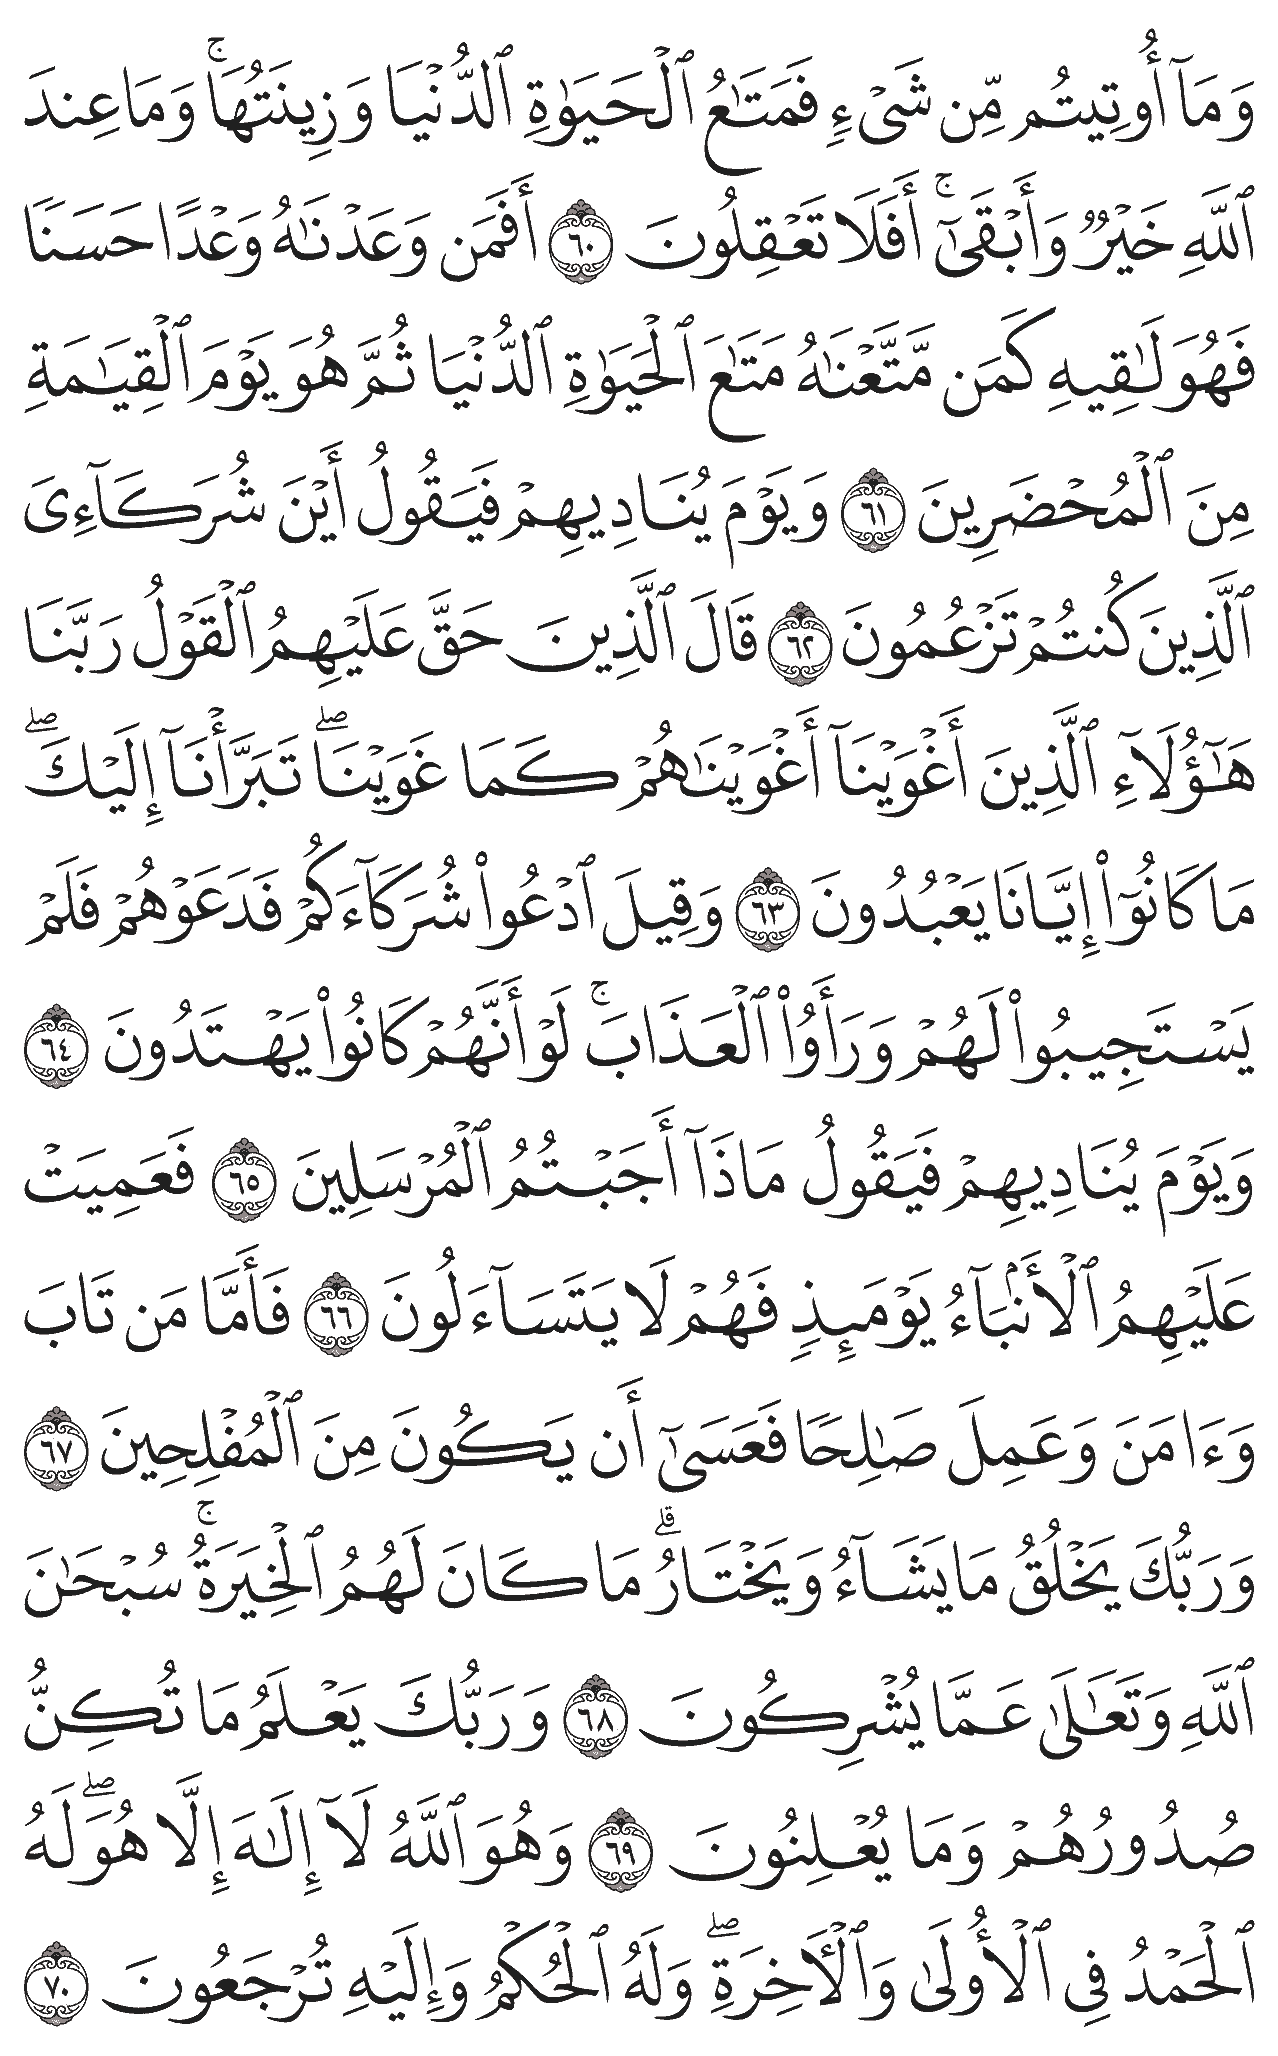 وَمَآ أُوتِيتُم مِّن شَىْءٍ فَمَتَٰعُ ٱلْحَيَوٰةِ ٱلدُّنْيَا وَزِينَتُهَا ۚ وَمَا عِندَ
ٱللَّهِ خَيْرٌ وَأَبْقَىٰٓ ۚ أَفَلَا تَعْقِلُونَ ٦٠ أَفَمَن وَعَدْنَٰهُ وَعْدًا حَسَنًا
فَهُوَ لَٰقِيهِ كَمَن مَّتَّعْنَٰهُ مَتَٰعَ ٱلْحَيَوٰةِ ٱلدُّنْيَا ثُمَّ هُوَ يَوْمَ ٱلْقِيَٰمَةِ
مِنَ ٱلْمُحْضَرِينَ ٦١ وَيَوْمَ يُنَادِيهِمْ فَيَقُولُ أَيْنَ شُرَكَآءِىَ
ٱلَّذِينَ كُنتُمْ تَزْعُمُونَ ٦٢ قَالَ ٱلَّذِينَ حَقَّ عَلَيْهِمُ ٱلْقَوْلُ رَبَّنَا
هَٰٓؤُلَآءِ ٱلَّذِينَ أَغْوَيْنَآ أَغْوَيْنَٰهُمْ كَمَا غَوَيْنَا ۖ تَبَرَّأْنَآ إِلَيْكَ ۖ
مَا كَانُوٓا۟ إِيَّانَا يَعْبُدُونَ ٦٣ وَقِيلَ ٱدْعُوا۟ شُرَكَآءَكُمْ فَدَعَوْهُمْ فَلَمْ
يَسْتَجِيبُوا۟ لَهُمْ وَرَأَوُا۟ ٱلْعَذَابَ ۚ لَوْ أَنَّهُمْ كَانُوا۟ يَهْتَدُونَ ٦٤
وَيَوْمَ يُنَادِيهِمْ فَيَقُولُ مَاذَآ أَجَبْتُمُ ٱلْمُرْسَلِينَ ٦٥ فَعَمِيَتْ
عَلَيْهِمُ ٱلْأَنۢبَآءُ يَوْمَئِذٍ فَهُمْ لَا يَتَسَآءَلُونَ ٦٦ فَأَمَّا مَن تَابَ
وَءَامَنَ وَعَمِلَ صَٰلِحًا فَعَسَىٰٓ أَن يَكُونَ مِنَ ٱلْمُفْلِحِينَ ٦٧
وَرَبُّكَ يَخْلُقُ مَا يَشَآءُ وَيَخْتَارُ ۗ مَا كَانَ لَهُمُ ٱلْخِيَرَةُ ۚ سُبْحَٰنَ
ٱللَّهِ وَتَعَٰلَىٰ عَمَّا يُشْرِكُونَ ٦٨ وَرَبُّكَ يَعْلَمُ مَا تُكِنُّ
صُدُورُهُمْ وَمَا يُعْلِنُونَ ٦٩ وَهُوَ ٱللَّهُ لَآ إِلَٰهَ إِلَّا هُوَ ۖ لَهُ
ٱلْحَمْدُ فِى ٱلْأُولَىٰ وَٱلْءَاخِرَةِ ۖ وَلَهُ ٱلْحُكْمُ وَإِلَيْهِ تُرْجَعُونَ ٧٠